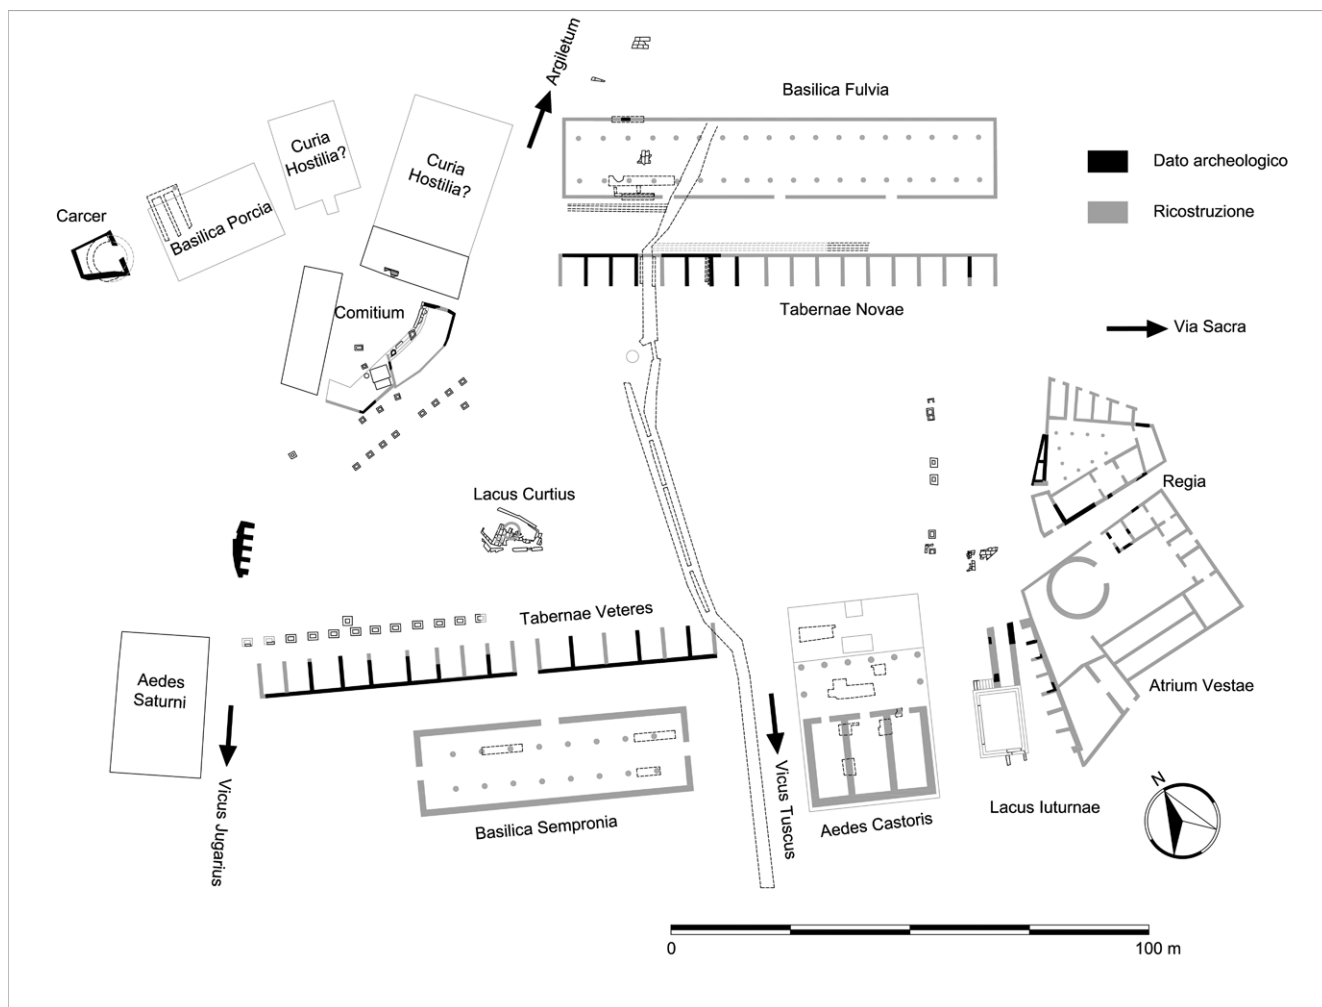 Argiletum
Basilica Fulvia
Curia
Hostilia?
Curia
Hostilia?
Dato archeologico
Ricostruzione
Carcer
Basilica Porcia
Comitium
Tabernae Novae
Via Sacra
Lacus Curtius
Regia
Tabernae Veteres
Aedes
Saturni
Atrium Vestae
Vicus Jugarius
Vicus Tuscus
Basilica Sempronia
Aedes Castoris
Lacus Iuturnae
N
0
100 m